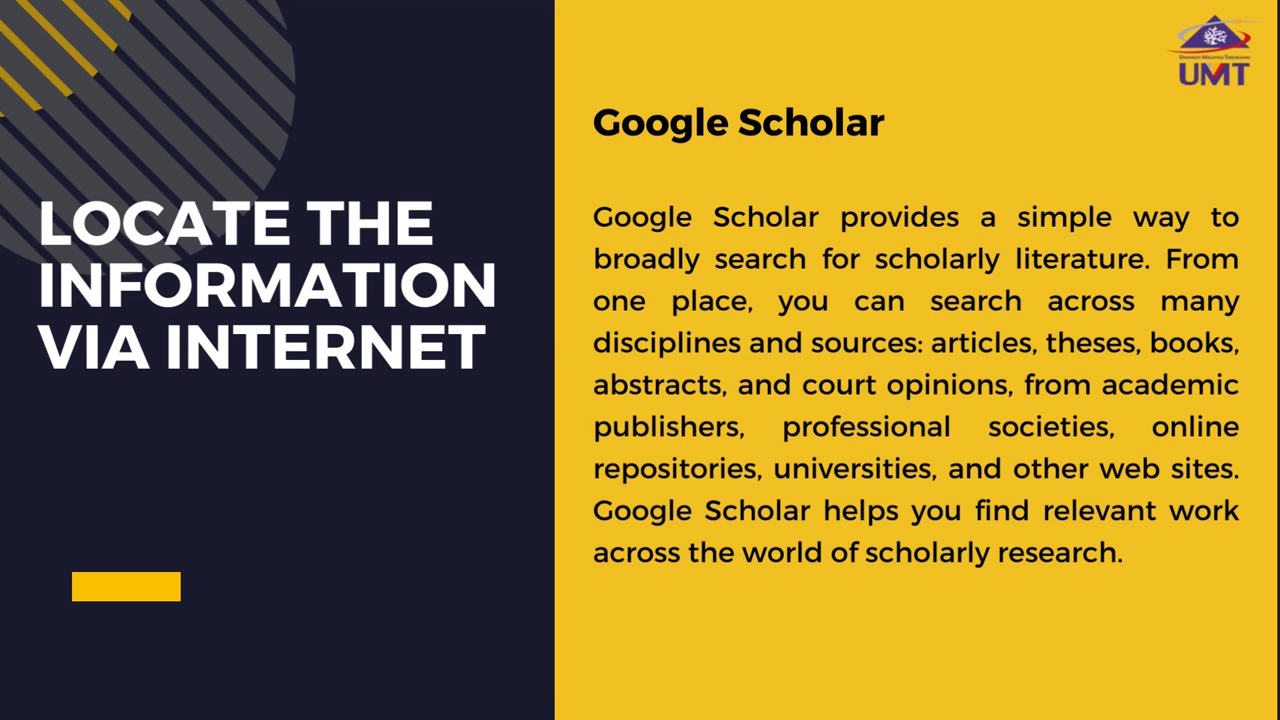 LOCATE THE
INFORMATION
VIA INTERNET
UNIVERSITI MALAYSIA TERENGGANU
UMT
Google Scholar
Google Scholar provides a simple way to
broadly search for scholarly literature. From
one place, you can search across many
disciplines and sources: articles, theses, books,
abstracts, and court opinions, from academic
publishers, professional societies, online
repositories, universities, and other web sites.
Google Scholar helps you find relevant work
across the world of scholarly research.